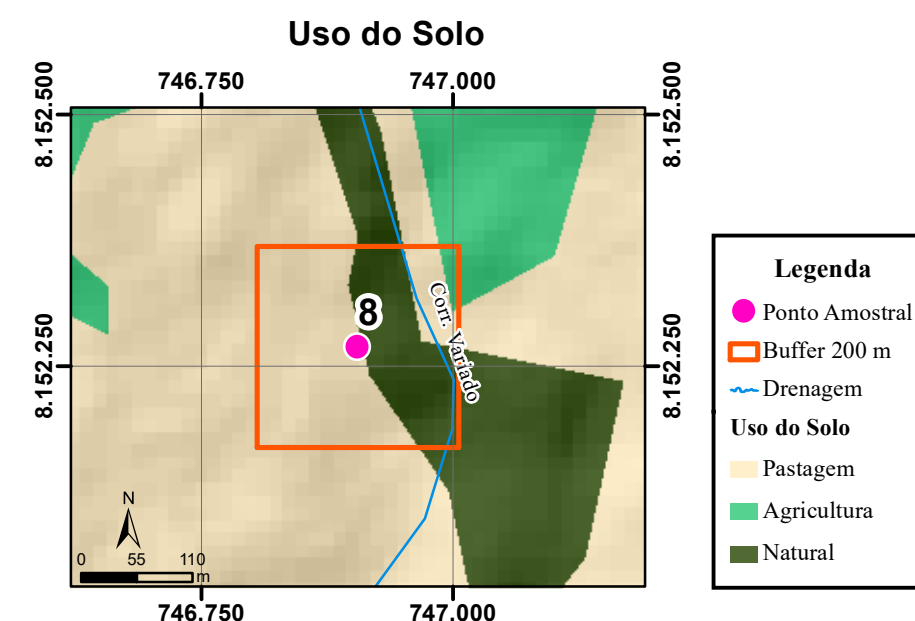 Uso do Solo
746.750
747.000
8.152.500
8.152.500
8
Corr. Variado
8.152.250
8.152.250
N
0 55 110
m
746.750
747.000
Legenda
Ponto Amostral
Buffer 200 m
Drenagem
Uso do Solo
Pastagem
Agricultura
Natural